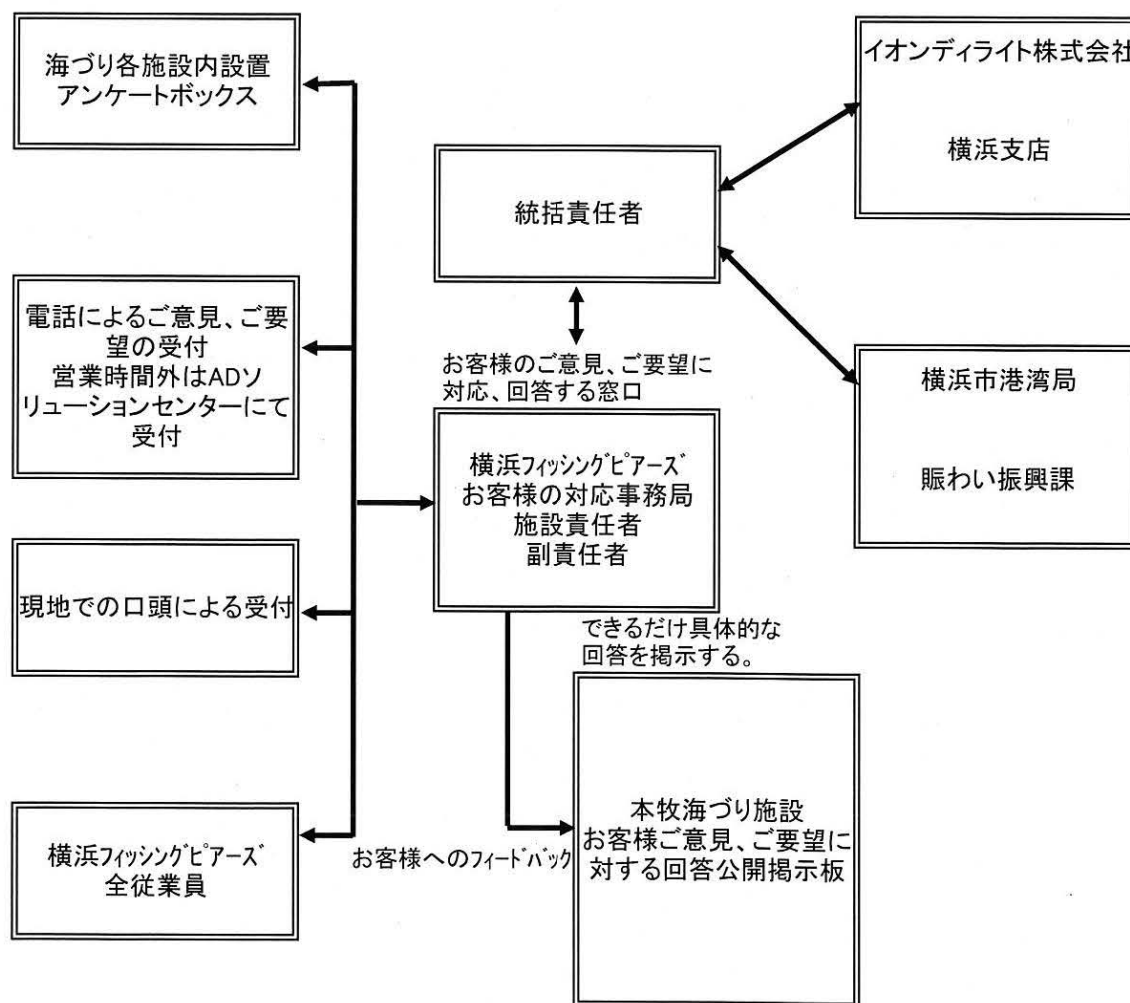 海づり各施設内設置
アンケートボックス
電話によるご意見、ご要
望の受付
営業時間外はADソ
リューションセンターにて
受付
現地での口頭による受付
横浜フィッシングピアーズ
全従業員
統括責任者
お客様のご意見、ご要望に
対応、回答する窓口
横浜フィッシングピアーズ
お客様の対応事務局
施設責任者
副責任者
できるだけ具体的な
回答を掲示する。
お客様へのフィードバック
本牧海づり施設
お客様ご意見、ご要望に
対する回答公開掲示板
イオンディライト株式会社
横浜支店
横浜市港湾局
賑わい振興課